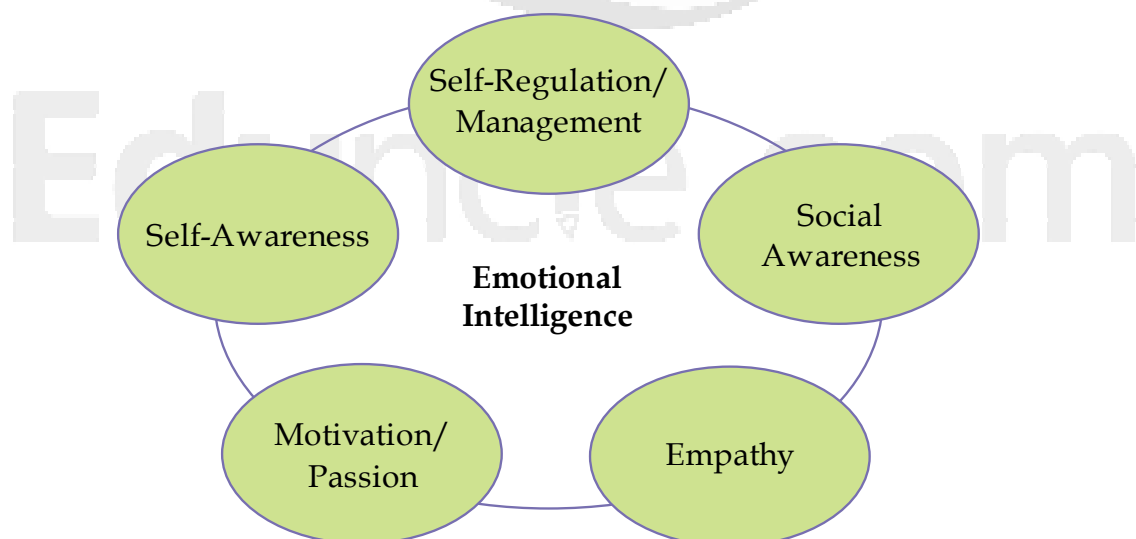 Self-Regulation/
Management
Self-Awareness
Social
Awareness
Emotional
Intelligence
Motivation/
Passion
Empathy